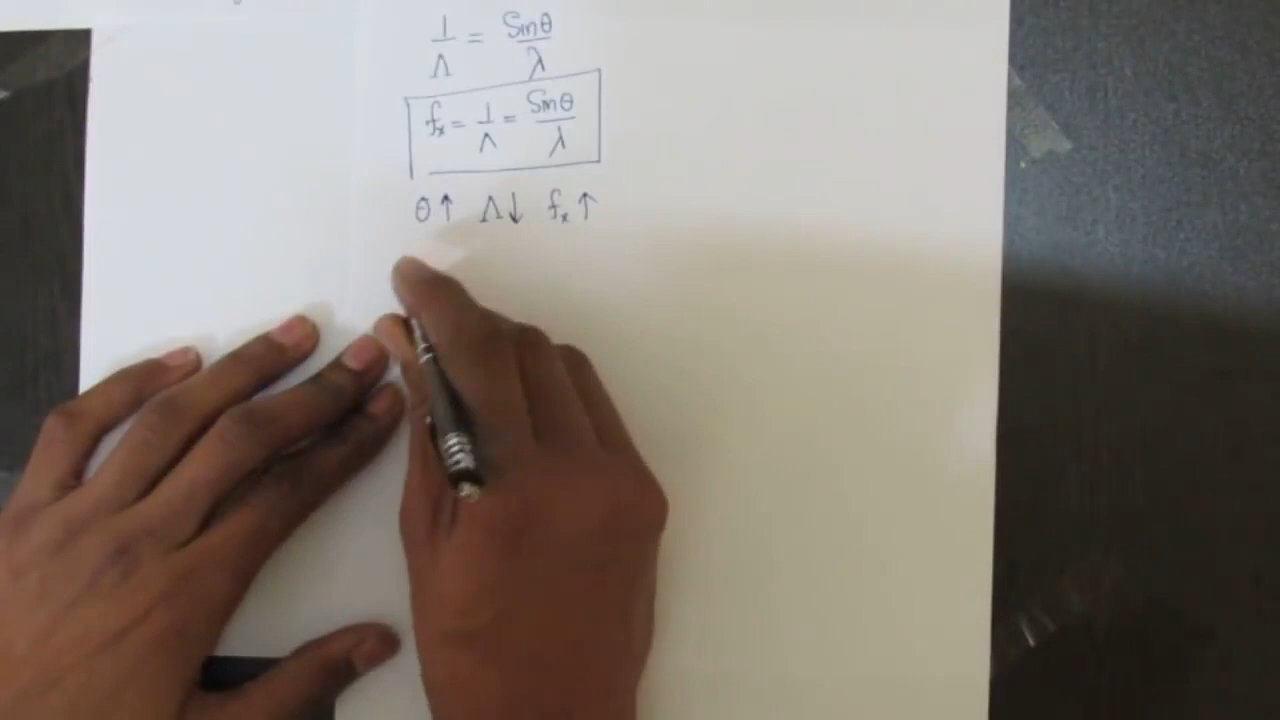 1/Λ = Sinθ/λ
fₓ = 1/Λ = Sinθ/λ
θ↑ Λ↓ fₓ↑